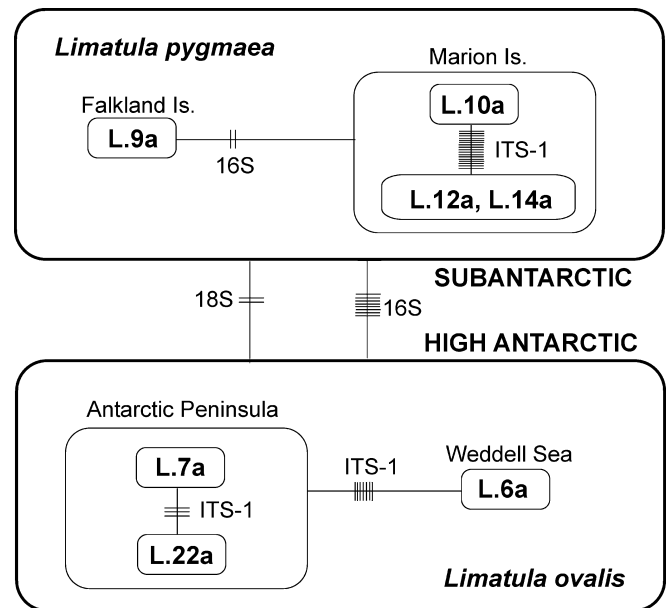 Limatula pygmaea
Marion Is.
Falkland Is.
L.10a
L.9a
ITS-1
16S
L.12a, L.14a
SUBANTARCTIC
18S
16S
HIGH ANTARCTIC
Antarctic Peninsula
Weddell Sea
L.7a
ITS-1
L.6a
ITS-1
L.22a
Limatula ovalis